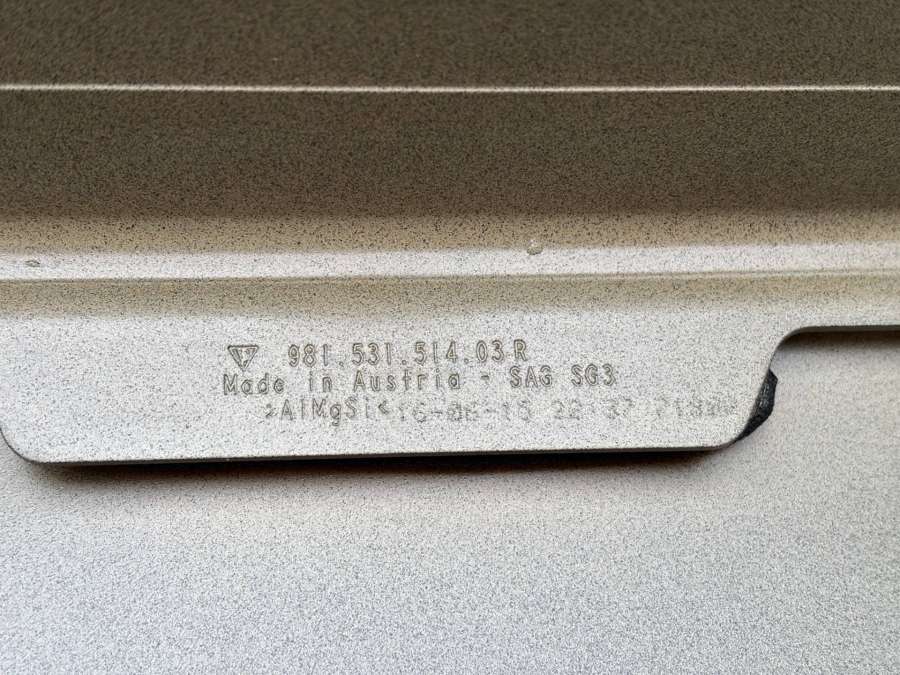 981.531.514.03 R
Made in Austria - SAG SG3
>AlMgSi<